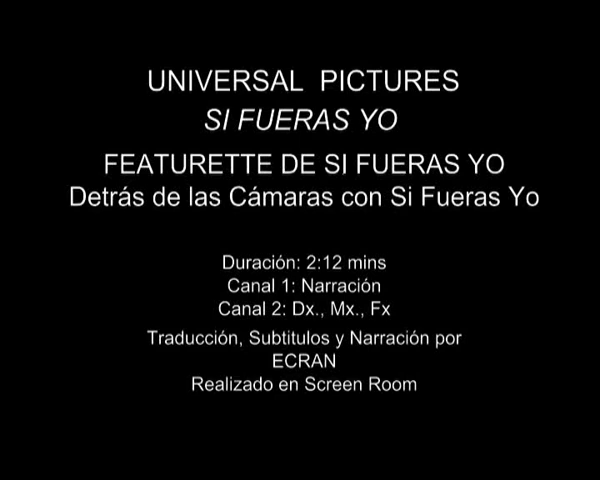 UNIVERSAL PICTURES
SI FUERAS YO
FEATURETTE DE SI FUERAS YO
Detrás de las Cámaras con Si Fueras Yo
Duración: 2:12 mins
Canal 1: Narración
Canal 2: Dx., Mx., Fx
Traducción, Subtitulos y Narración por
ECRAN
Realizado en Screen Room